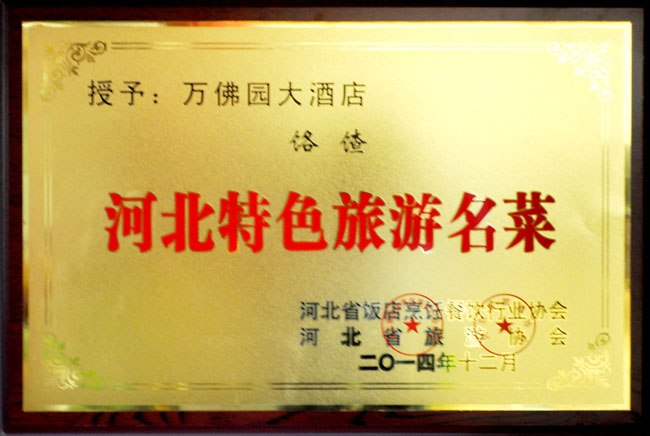 授予：万佛园大酒店
饹馇
河北特色旅游名菜
河北省饭店烹饪餐饮行业协会
河北省旅游协会
二〇一四年十二月